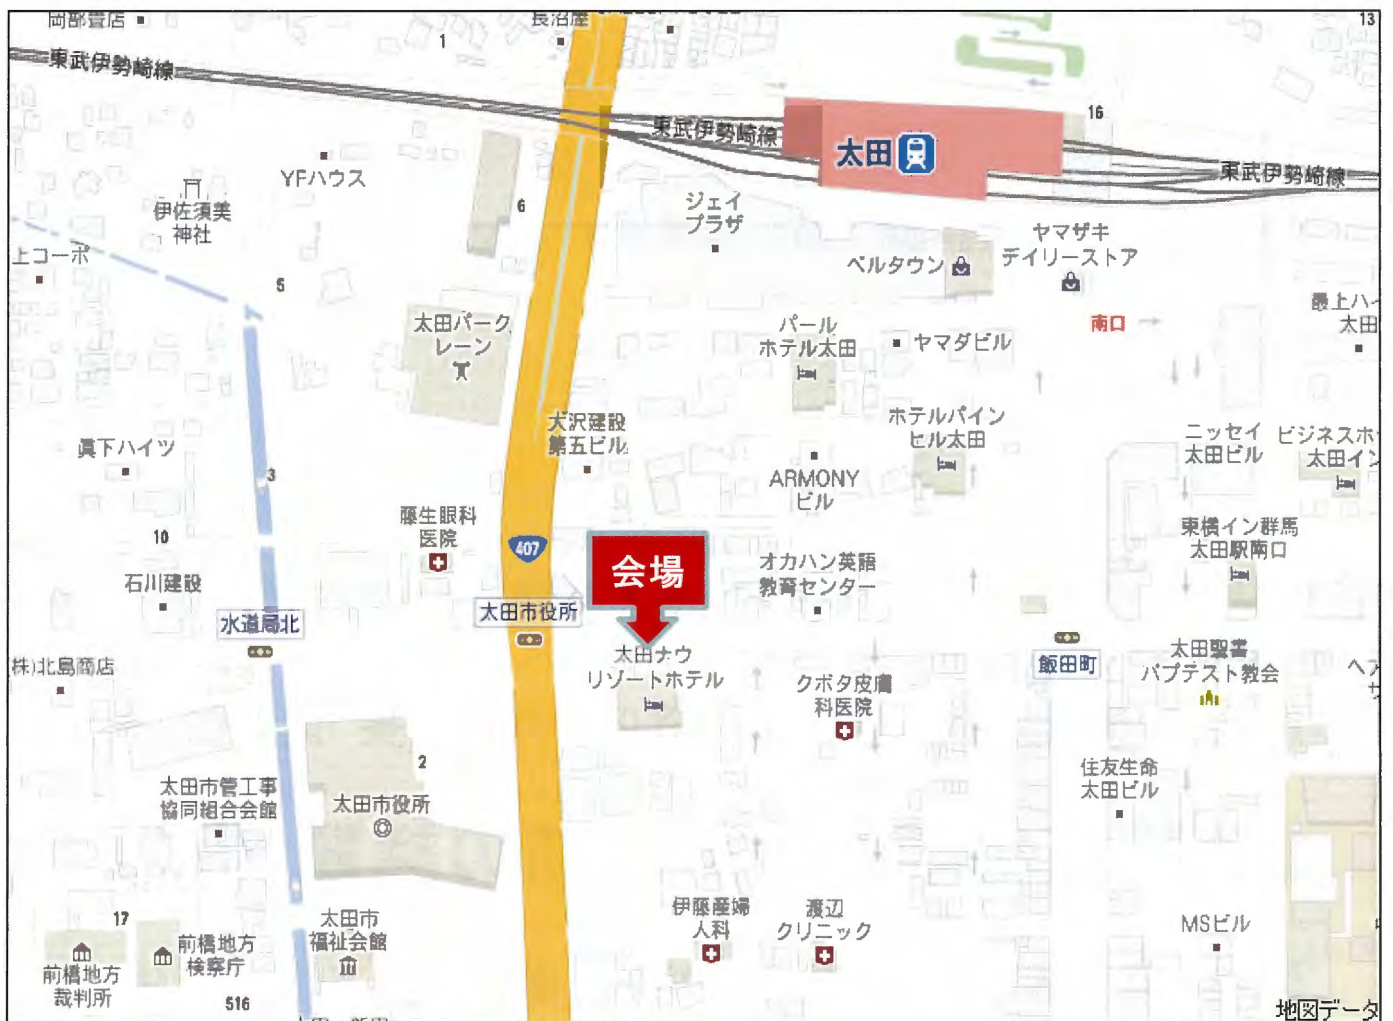 岡部畳店
長沼屋
13
1
東武伊勢崎線
16
東武伊勢崎線
太田
東武伊勢崎線
YFハウス
伊佐須美
神社
6
ジェイ
プラザ
ヤマザキ
デイリーストア
ベルタウン
上コーポ
5
太田パーク
レーン
パール
ホテル太田
ヤマダビル
南口
最上ハイ
太田
大沢建設
第五ビル
ホテルパイン
ヒル太田
ニッセイ
太田ビル
ビジネスホ
太田イン
眞下ハイツ
3
ARMONY
ビル
藤生眼科
医院
10
407
会場
オカハン英語
教育センター
東横イン群馬
太田駅南口
石川建設
水道局北
太田市役所
太田ナウ
リゾートホテル
飯田町
太田聖書
バプテスト教会
株)北島商店
クボタ皮膚
科医院
ヘア
サ
2
太田市管工事
協同組合会館
太田市役所
住友生命
太田ビル
17
太田市
福祉会館
伊藤産婦
人科
渡辺
クリニック
MSビル
前橋地方
検察庁
前橋地方
裁判所
516
地図データ